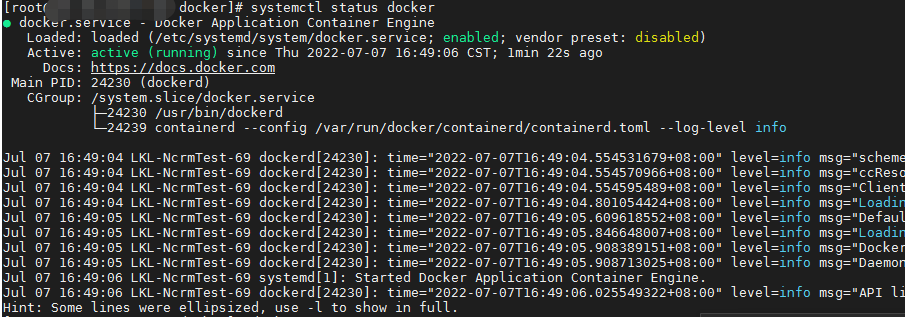 [root@ docker]# systemctl status docker
● docker.service - Docker Application Container Engine
Loaded: loaded (/etc/systemd/system/docker.service; enabled; vendor preset: disabled)
Active: active (running) since Thu 2022-07-07 16:49:06 CST; 1min 22s ago
Docs: https://docs.docker.com
Main PID: 24230 (dockerd)
CGroup: /system.slice/docker.service
├─24230 /usr/bin/dockerd
└─24239 containerd --config /var/run/docker/containerd/containerd.toml --log-level info
Jul 07 16:49:04 LKL-NcrmTest-69 dockerd[24230]: time="2022-07-07T16:49:04.554531679+08:00" level=info msg="scheme
Jul 07 16:49:04 LKL-NcrmTest-69 dockerd[24230]: time="2022-07-07T16:49:04.554570966+08:00" level=info msg="ccReso
Jul 07 16:49:04 LKL-NcrmTest-69 dockerd[24230]: time="2022-07-07T16:49:04.554595489+08:00" level=info msg="Client
Jul 07 16:49:04 LKL-NcrmTest-69 dockerd[24230]: time="2022-07-07T16:49:04.801054424+08:00" level=info msg="Loadin
Jul 07 16:49:05 LKL-NcrmTest-69 dockerd[24230]: time="2022-07-07T16:49:05.609618552+08:00" level=info msg="Defaul
Jul 07 16:49:05 LKL-NcrmTest-69 dockerd[24230]: time="2022-07-07T16:49:05.846648007+08:00" level=info msg="Loadin
Jul 07 16:49:05 LKL-NcrmTest-69 dockerd[24230]: time="2022-07-07T16:49:05.908389151+08:00" level=info msg="Docker
Jul 07 16:49:05 LKL-NcrmTest-69 dockerd[24230]: time="2022-07-07T16:49:05.908713025+08:00" level=info msg="Daemon
Jul 07 16:49:06 LKL-NcrmTest-69 systemd[1]: Started Docker Application Container Engine.
Jul 07 16:49:06 LKL-NcrmTest-69 dockerd[24230]: time="2022-07-07T16:49:06.025549322+08:00" level=info msg="API li
Hint: Some lines were ellipsized, use -l to show in full.